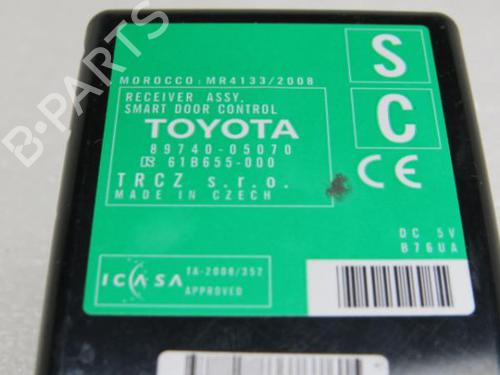 MOROCCO: MR4133/2008
RECEIVER ASSY,
SMART DOOR CONTROL
TOYOTA
89740-05070
61B655-000
TRCZ s.r.o.
MADE IN CZECH
S
C
CE
DC 5V
B76UA
ICASA
TA-2008/352
APPROVED
B-PARTS